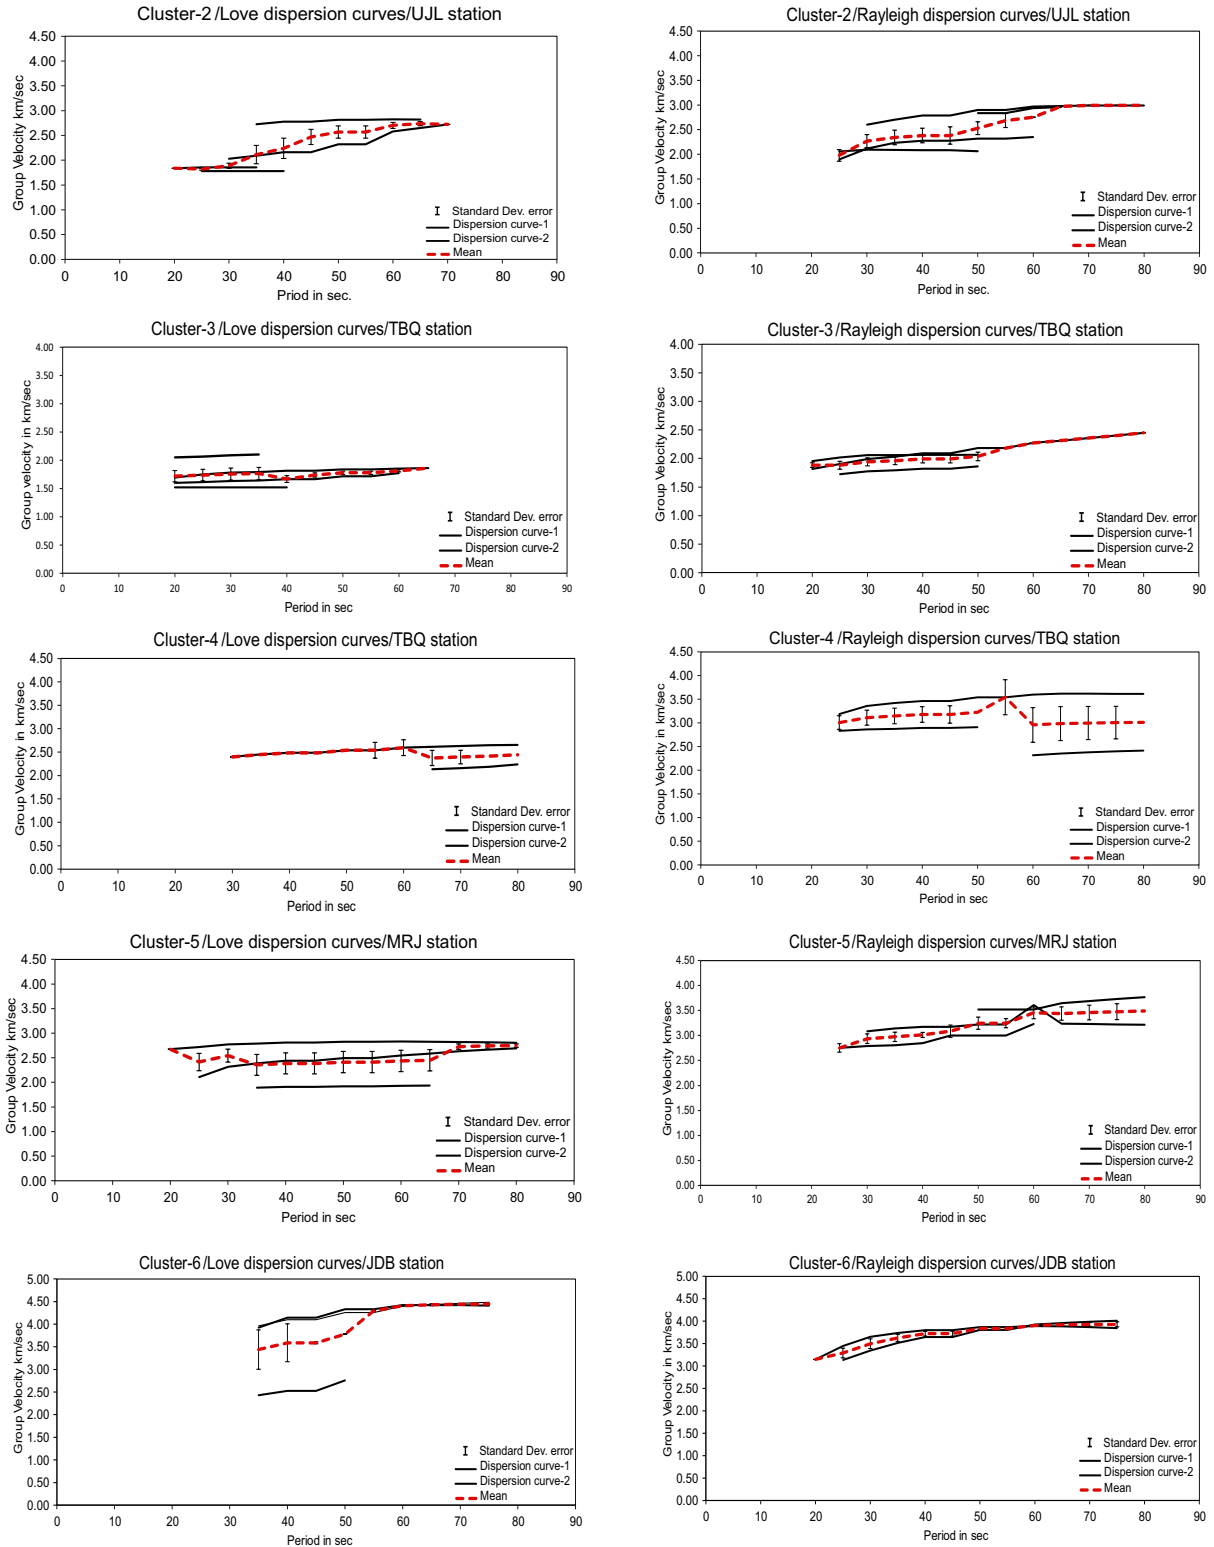 Cluster-2/Love dispersion curves/UJL station
Group Velocity km/sec
4.50
4.00
3.50
3.00
2.50
2.00
1.50
1.00
0.50
0.00
Standard Dev. error
Dispersion curve-1
Dispersion curve-2
Mean
0 20 30 40 50 60 70 80 90
Priod in sec.
Cluster-2/Rayleigh dispersion curves/UJL station
Group Velocity km/sec
4.50
4.00
3.50
3.00
2.50
2.00
1.50
1.00
0.50
0.00
Standard Dev. error
Dispersion curve-1
Dispersion curve-2
Mean
0 10 20 30 40 50 60 70 80 90
Period in sec.
Cluster-3/Love dispersion curves/TBQ station
Group velocity in km/sec
4.00
3.50
3.00
2.50
2.00
1.50
1.00
0.50
0.00
Standard Dev. error
Dispersion curve-1
Dispersion curve-2
Mean
0 10 20 30 40 50 60 70 80 90
Period in sec
Cluster-3/Rayleigh dispersion curves/TBQ station
Group Velocity km/sec
4.00
3.50
3.00
2.50
2.00
1.50
1.00
0.50
0.00
Standard Dev. error
Dispersion curve-1
Dispersion curve-2
Mean
0 10 20 30 40 50 60 70 80 90
Period in sec
Cluster-4/Love dispersion curves/TBQ station
Group Velocity in km/sec
4.50
4.00
3.50
3.00
2.50
2.00
1.50
1.00
0.50
0.00
Standard Dev. error
Dispersion curve-1
Dispersion curve-2
Mean
0 10 20 30 40 50 60 70 80 90
Period in sec
Cluster-4/Rayleigh dispersion curves/TBQ station
Group Velocity in km/sec
4.50
4.00
3.50
3.00
2.50
2.00
1.50
1.00
0.50
0.00
Standard Dev. error
Dispersion curve-1
Dispersion curve-2
Mean
0 10 20 30 40 50 60 70 80 90
Period in sec
Cluster-5/Love dispersion curves/MRJ station
Group Velocity km/sec
4.50
4.00
3.50
3.00
2.50
2.00
1.50
1.00
0.50
0.00
Standard Dev. error
Dispersion curve-1
Dispersion curve-2
Mean
0 10 20 30 40 50 60 70 80 90
Period in sec
Cluster-5/Rayleigh dispersion curves/MRJ station
Group Velocity km/sec
4.50
4.00
3.50
3.00
2.50
2.00
1.50
1.00
0.50
0.00
Standard Dev. error
Dispersion curve-1
Dispersion curve-2
Mean
0 10 20 30 40 50 60 70 80 90
Period in sec
Cluster-6/Love dispersion curves/JDB station
Group Velocity km/sec
5.00
4.50
4.00
3.50
3.00
2.50
2.00
1.50
1.00
0.50
0.00
Standard Dev. error
Dispersion curve-1
Dispersion curve-2
Mean
0 10 20 30 40 50 60 70 80 90
Period in sec
Cluster-6/Rayleigh dispersion curves/JDB station
Group Velocity in km/sec
5.00
4.50
4.00
3.50
3.00
2.50
2.00
1.50
1.00
0.50
0.00
Standard Dev. error
Dispersion curve-1
Dispersion curve-2
Mean
0 10 20 30 40 50 60 70 80 90
Period in sec